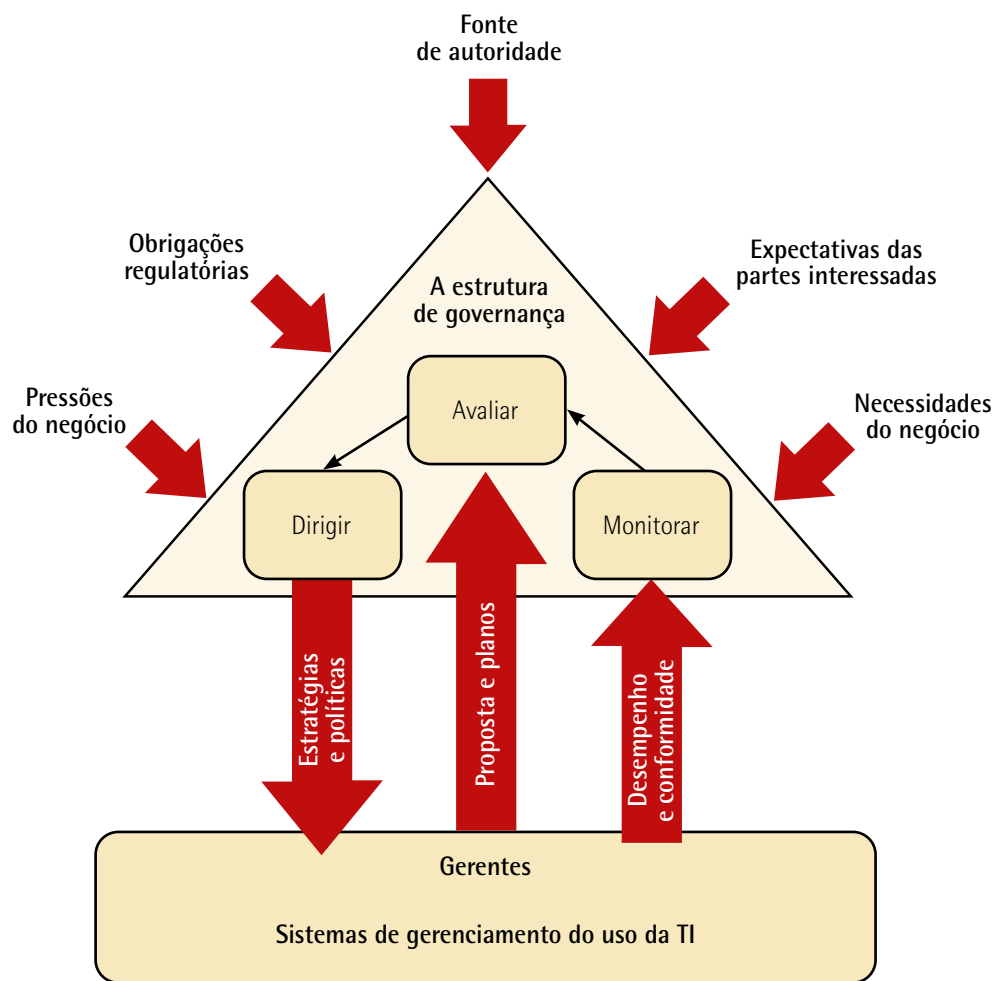 Fonte
de autoridade
Obrigações
regulatórias
Expectativas das
partes interessadas
A estrutura
de governança
Pressões
do negócio
Avaliar
Necessidades
do negócio
Dirigir
Monitorar
Estratégias
e políticas
Proposta e planos
Desempenho
e conformidade
Gerentes
Sistemas de gerenciamento do uso da TI